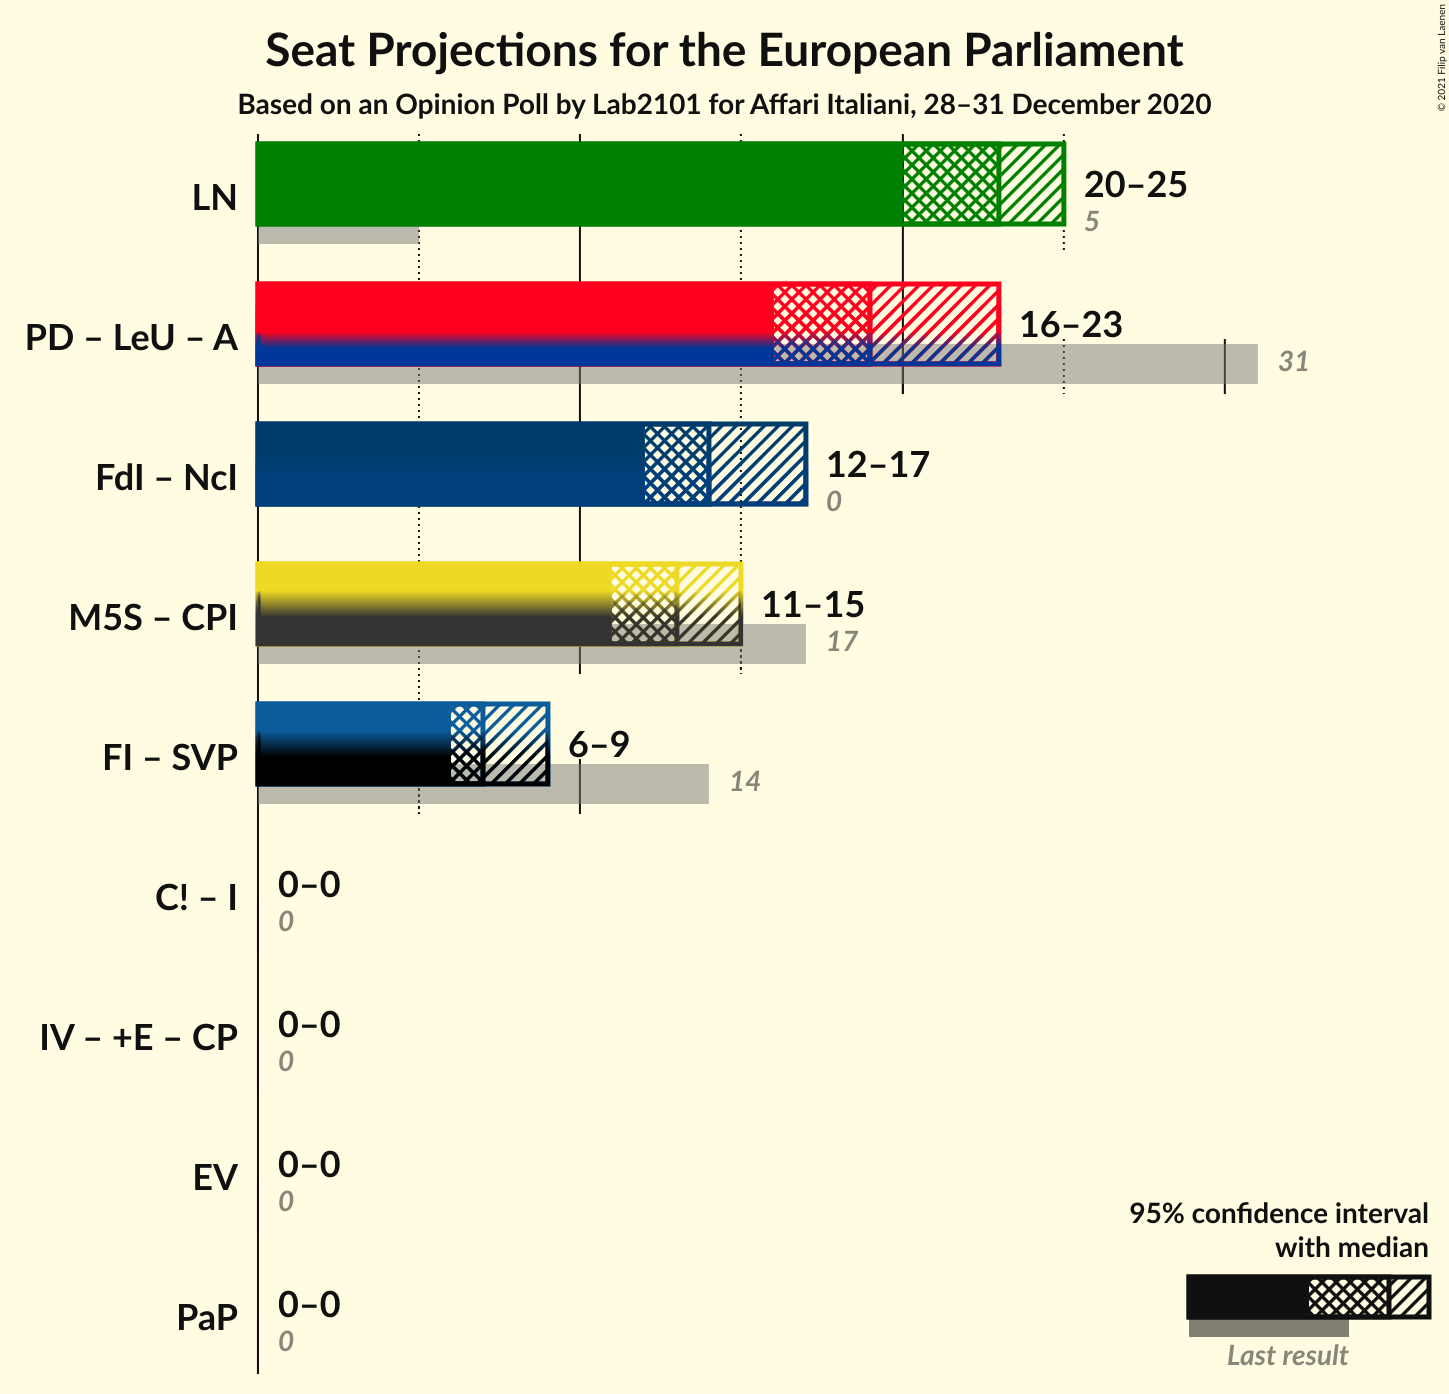 Seat Projections for the European Parliament
Based on an Opinion Poll by Lab2101 for Affari Italiani, 28–31 December 2020
© 2021 Filip van Laenen
LN
20–25
5
PD – LeU – A
16–23
31
FdI – NcI
12–17
0
M5S – CPI
11–15
17
FI – SVP
6–9
14
C! – I
0–0
0
IV – +E – CP
0–0
0
EV
0–0
0
PaP
0–0
0
95% confidence interval
with median
Last result